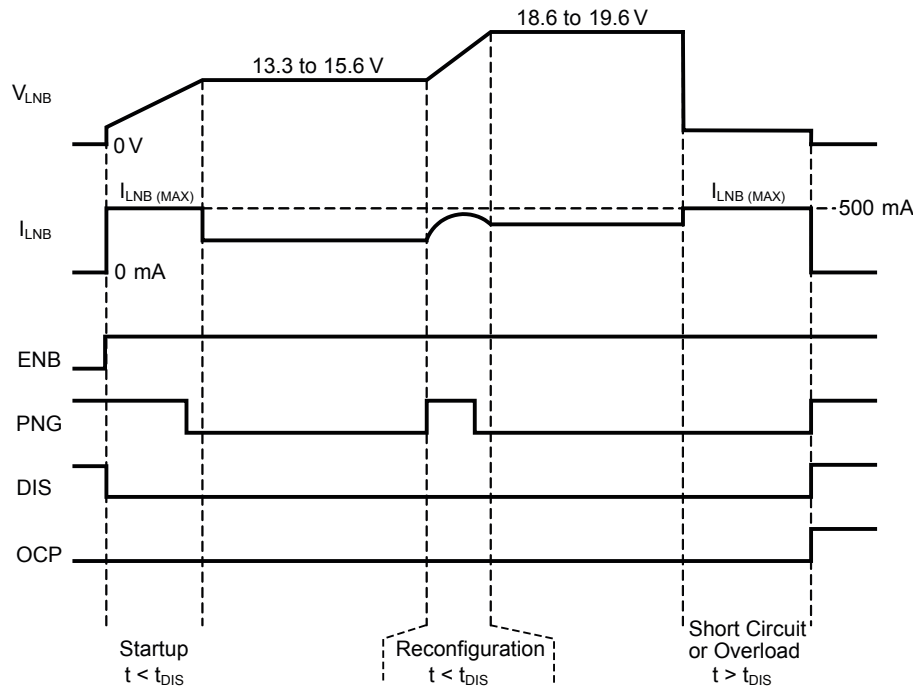 18.6 to 19.6 V
13.3 to 15.6 V
VLNB
0 V
ILNB (MAX)
ILNB (MAX)
500 mA
ILNB
0 mA
ENB
PNG
DIS
OCP
Startup
t < tDIS
Reconfiguration
t < tDIS
Short Circuit
or Overload
t > tDIS